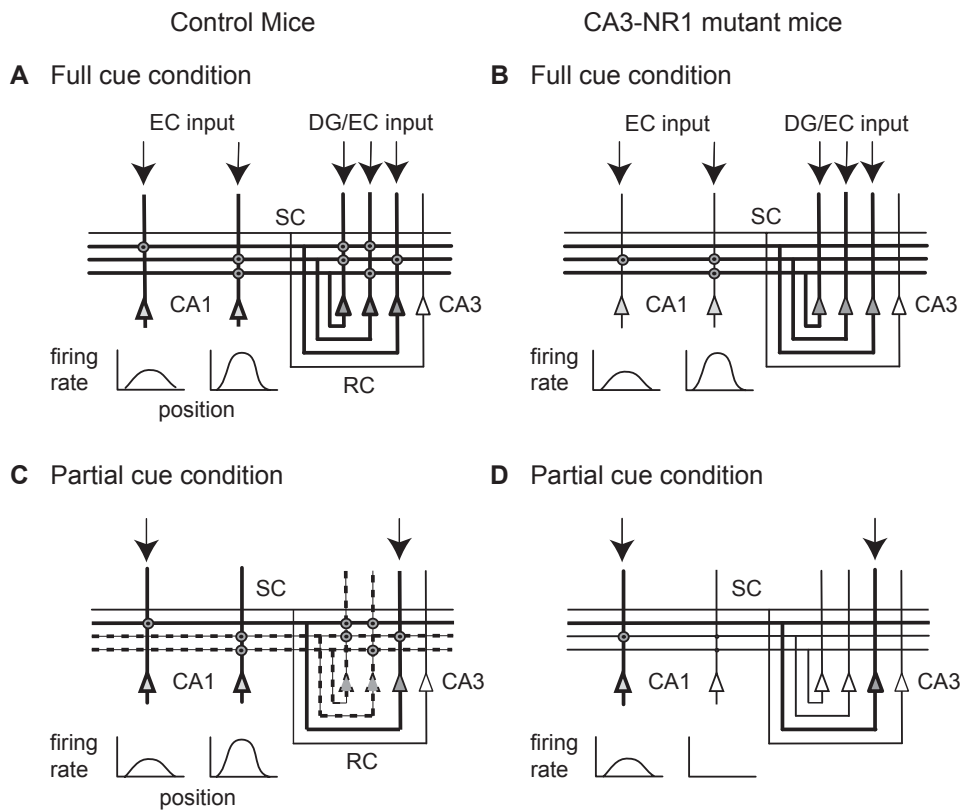 Control Mice
CA3-NR1 mutant mice
A Full cue condition
B Full cue condition
EC input
DG/EC input
EC input
DG/EC input
SC
SC
CA1
CA3
CA1
CA3
firing
rate
position
RC
firing
rate
C Partial cue condition
D Partial cue condition
SC
SC
CA1
CA3
CA1
CA3
firing
rate
position
RC
firing
rate